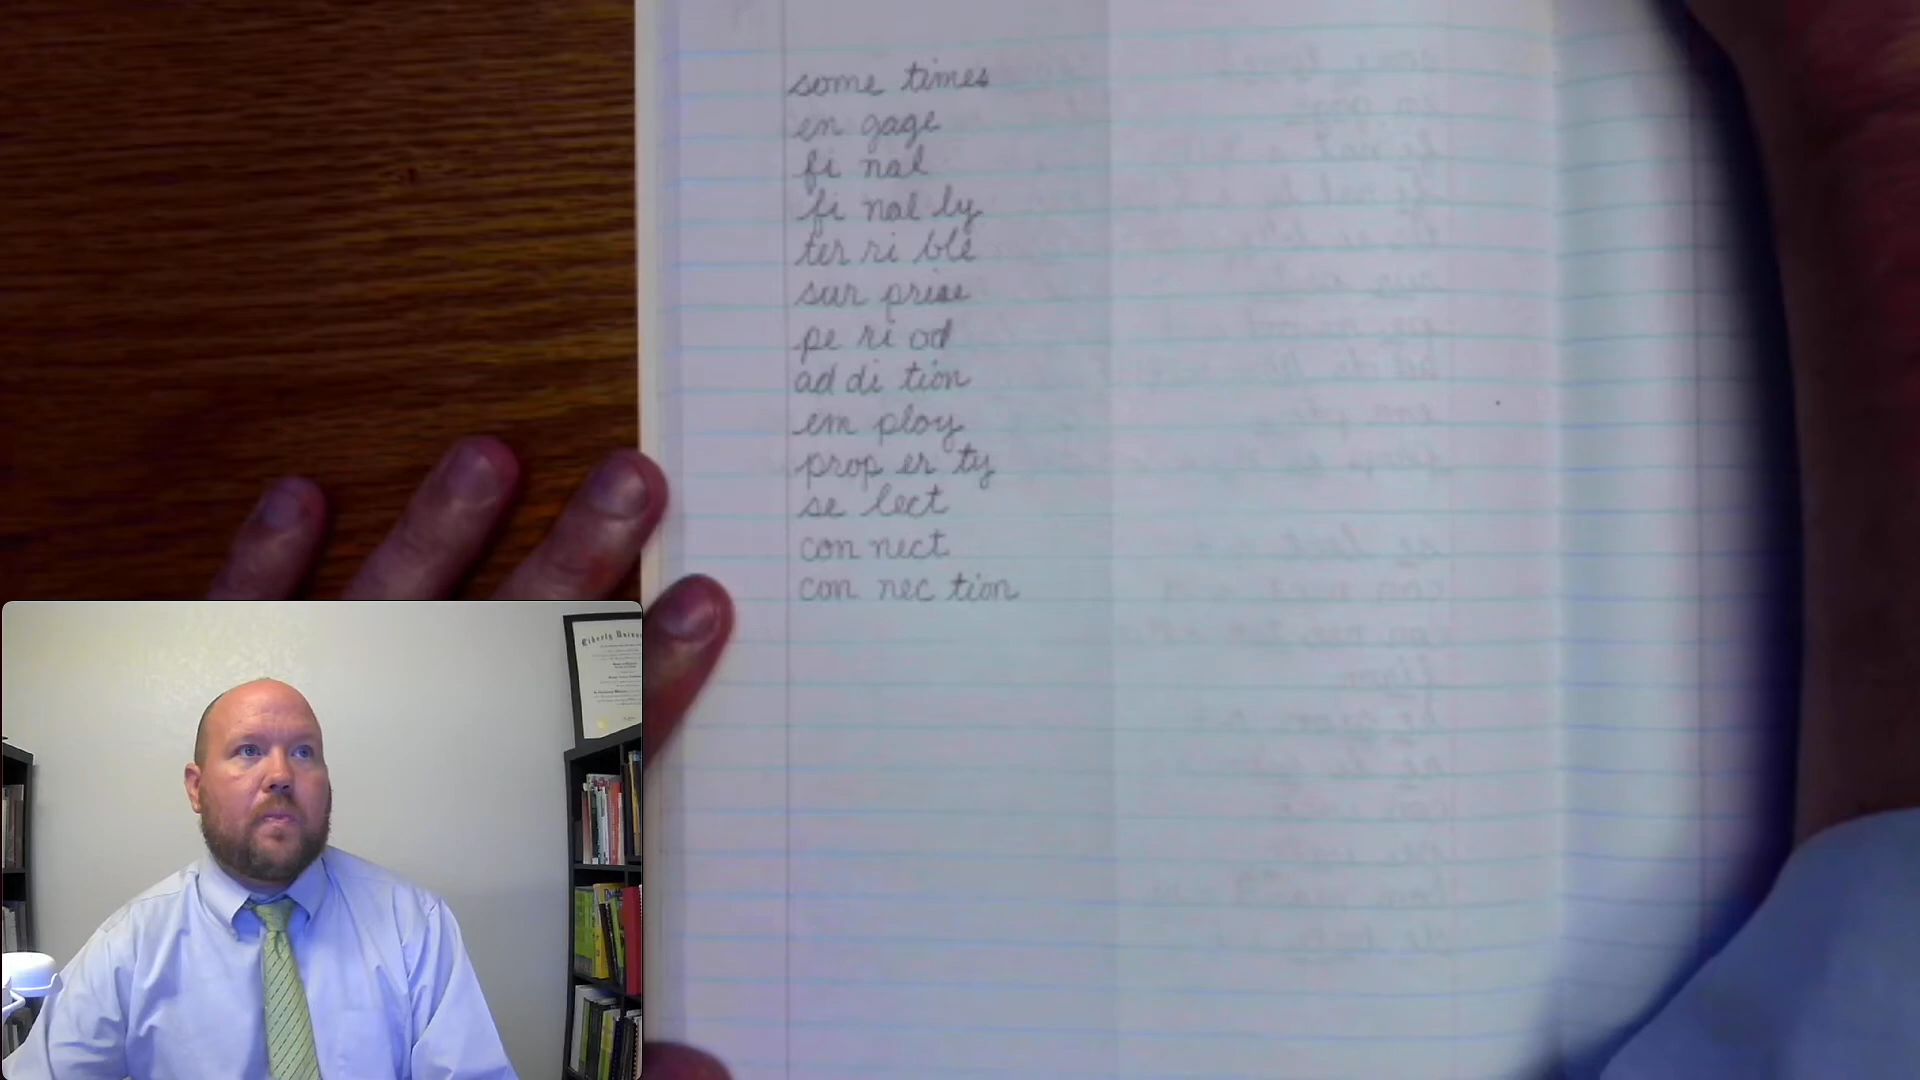 some times
en gage
fi nal
fi nal ly
ter ri ble
sur prise
pe ri od
ad di tion
em ploy
prop er ty
se lect
con nect
con nec tion